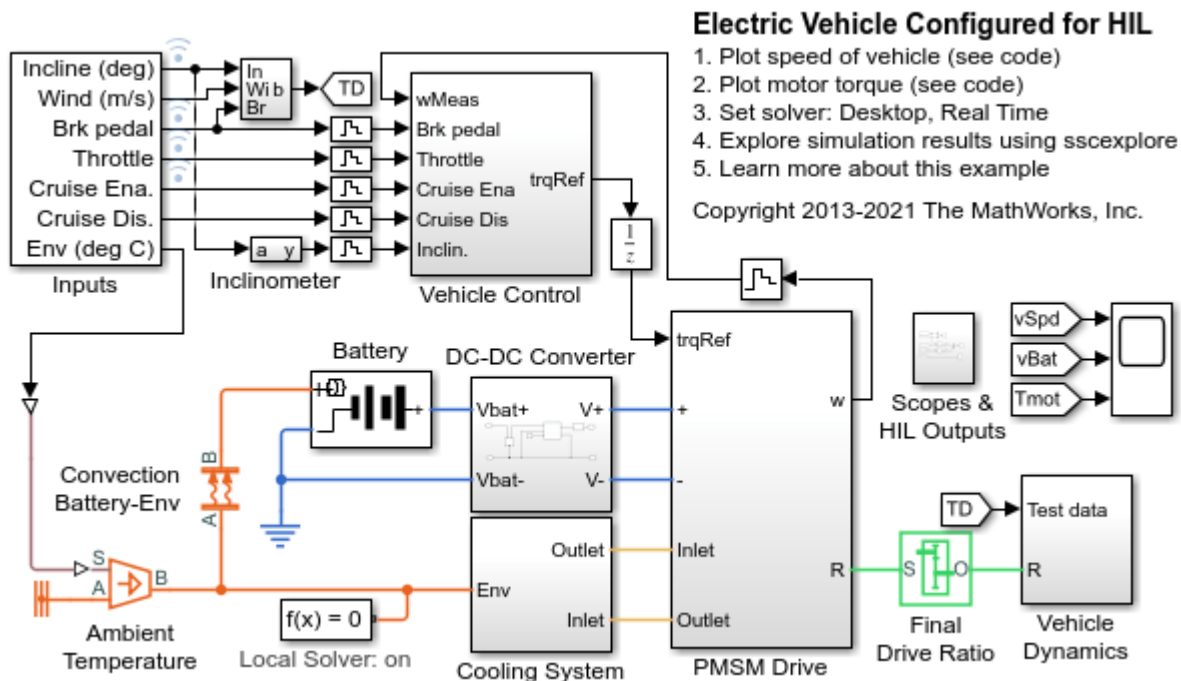 Electric Vehicle Configured for HIL
1. Plot speed of vehicle (see code)
2. Plot motor torque (see code)
3. Set solver: Desktop, Real Time
4. Explore simulation results using sscexplore
5. Learn more about this example
Copyright 2013-2021 The MathWorks, Inc.
Incline (deg)
Wind (m/s)
Brk pedal
Throttle
Cruise Ena.
Cruise Dis.
Env (deg C)
Inputs
In
Wi b
Br
TD
a y
Inclinometer
wMeas
Brk pedal
Throttle
Cruise Ena
Cruise Dis
Inclin.
trqRef
Vehicle Control
1
z
Battery
+
DC-DC Converter
Vbat+
V+
Vbat-
V-
trqRef
+
-
w
Inlet
R
Outlet
PMSM Drive
Scopes &
HIL Outputs
vSpd
vBat
Tmot
Convection
Battery-Env
B
A
S
A
B
Ambient
Temperature
f(x) = 0
Local Solver: on
Outlet
Env
Inlet
Cooling System
S
O
Final
Drive Ratio
TD
Test data
R
Vehicle
Dynamics